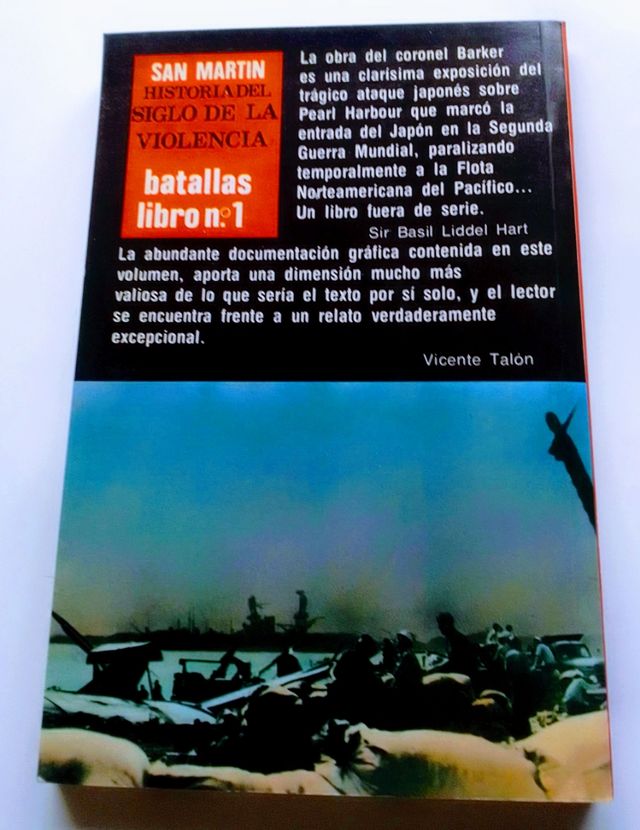 SAN MARTIN
HISTORIA DEL
SIGLO DE LA
VIOLENCIA
batallas
libro n.º 1
La obra del coronel Barker
es una clarísima exposición del
trágico ataque japonés sobre
Pearl Harbour que marcó la
entrada del Japón en la Segunda
Guerra Mundial, paralizando
temporalmente a la Flota
Norteamericana del Pacífico...
Un libro fuera de serie.
Sir Basil Liddel Hart
La abundante documentación gráfica contenida en este
volumen, aporta una dimensión mucho más
valiosa de lo que sería el texto por sí solo, y el lector
se encuentra frente a un relato verdaderamente
excepcional.
Vicente Talón